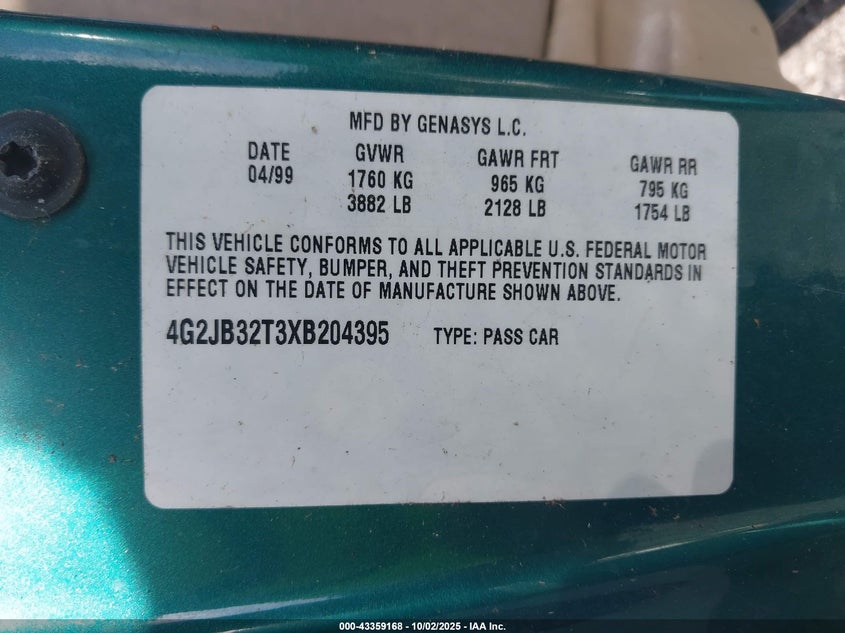 MFD BY GENASYS L.C.
DATE GVWR GAWR FRT GAWR RR
04/99 1760 KG 965 KG 795 KG
3882 LB 2128 LB 1754 LB
THIS VEHICLE CONFORMS TO ALL APPLICABLE U.S. FEDERAL MOTOR
VEHICLE SAFETY, BUMPER, AND THEFT PREVENTION STANDARDS IN
EFFECT ON THE DATE OF MANUFACTURE SHOWN ABOVE.
4G2JB32T3XB204395 TYPE: PASS CAR
000-43359168 - 10/02/2025 - IAA Inc.